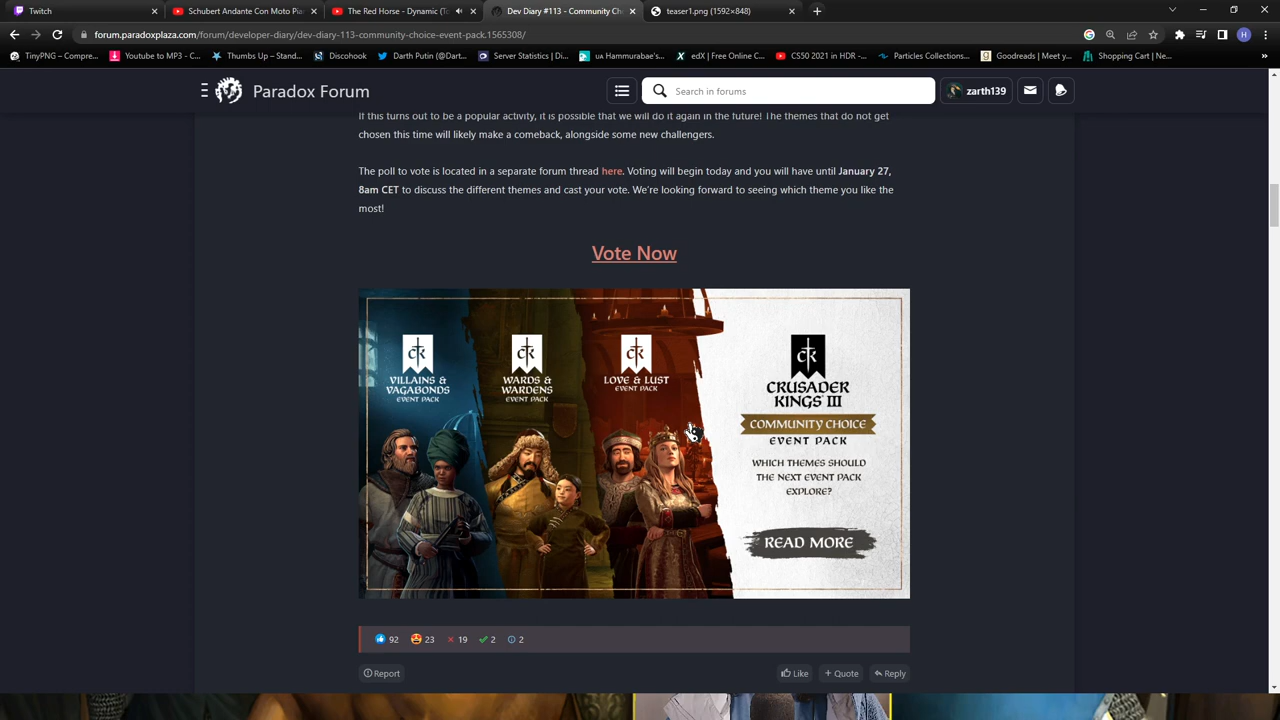 Twitch
Schubert Andante Con Moto Pian
The Red Horse - Dynamic (To
Dev Diary #113 - Community Ch
teaser1.png (1592×848)
forum.paradoxplaza.com/forum/developer-diary/dev-diary-113-community-choice-event-pack.1565308/
H
TinyPNG – Compre...
Youtube to MP3 - C...
Thumbs Up – Stand...
Discohook
Darth Putin (@Dart...
Server Statistics | Di...
ua Hammurabae's...
edX | Free Online C...
CS50 2021 in HDR -...
Particles Collections...
Goodreads | Meet y...
Shopping Cart | Ne...
»
Paradox Forum
Search in forums
zarth139
If this turns out to be a popular activity, it is possible that we will do it again in the future! The themes that do not get
chosen this time will likely make a comeback, alongside some new challengers.
The poll to vote is located in a separate forum thread here. Voting will begin today and you will have until January 27,
8am CET to discuss the different themes and cast your vote. We're looking forward to seeing which theme you like the
most!
Vote Now
CK
VILLAINS &
VAGABONDS
EVENT PACK
CK
WARDS &
WARDENS
EVENT PACK
CK
LOVE & LUST
EVENT PACK
CK
CRUSADER
KINGS III
COMMUNITY CHOICE
EVENT PACK
WHICH THEMES SHOULD
THE NEXT EVENT PACK
EXPLORE?
READ MORE
92 23 19 2 2
Report
Like + Quote Reply